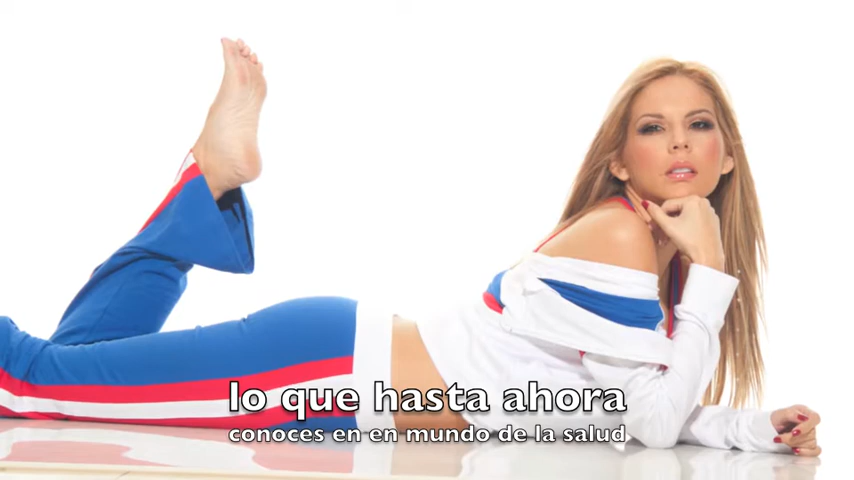 lo que hasta ahora
conoces en en mundo de la salud